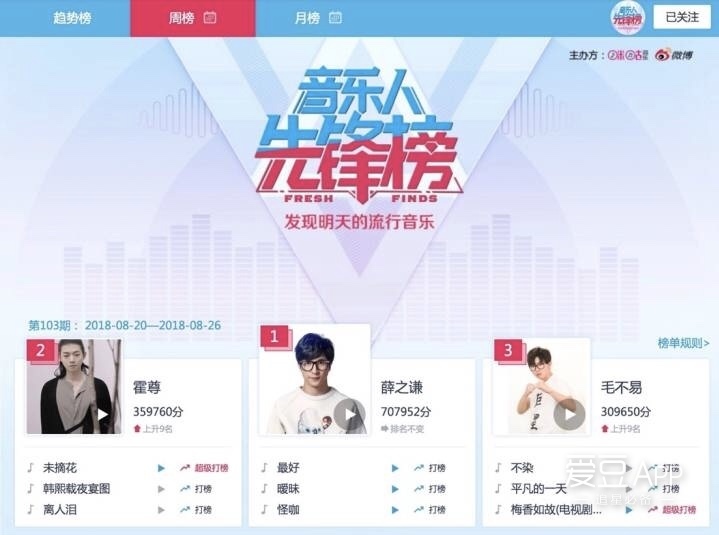 趋势榜
周榜
月榜
音乐人
先锋榜
已关注
主办方：
微博
音乐人
先锋榜
FRESH FINDS
发现明天的流行音乐
第103期： 2018-08-20—2018-08-26
榜单规则>
2
霍尊
359760分
上升9名
未摘花
超级打榜
韩熙载夜宴图
打榜
离人泪
打榜
1
薛之谦
707952分
排名不变
最好
打榜
暧昧
打榜
怪咖
打榜
3
毛不易
309650分
上升9名
不染
打榜
平凡的一天
打榜
梅香如故(电视剧...
超级打榜
爱豆APP